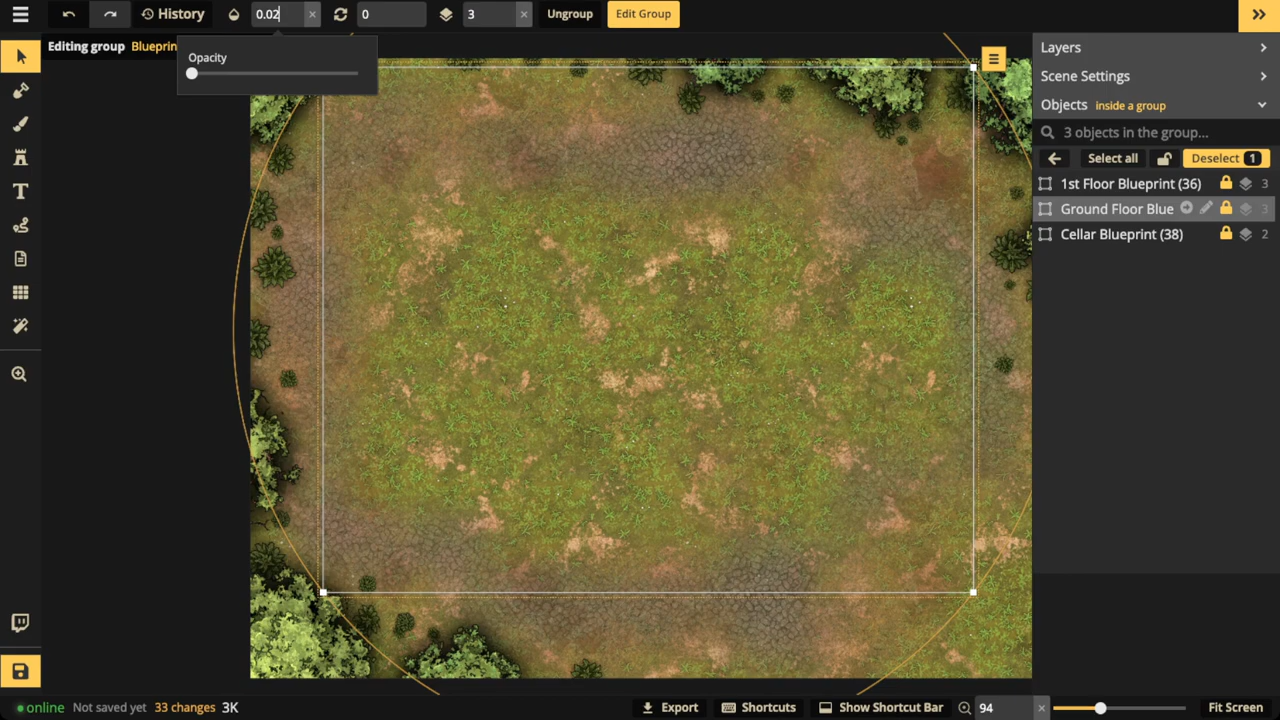 History
0.02
0
3
Ungroup
Edit Group
Editing group Blueprin
Opacity
Layers
Scene Settings
Objects inside a group
3 objects in the group...
Select all
Deselect 1
1st Floor Blueprint (36) 3
Ground Floor Blue 3
Cellar Blueprint (38) 2
online Not saved yet 33 changes 3K
Export
Shortcuts
Show Shortcut Bar
94
Fit Screen